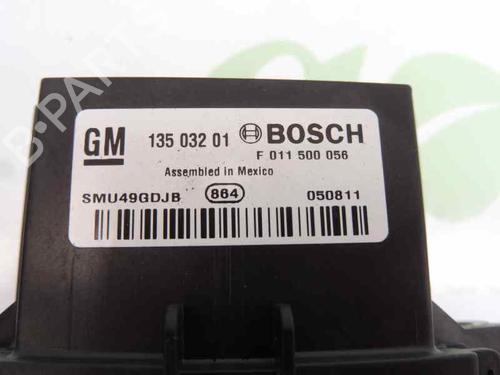 GM 135 032 01 BOSCH
F 011 500 056
Assembled in Mexico
SMU49GDJB 864 050811
B-PARTS